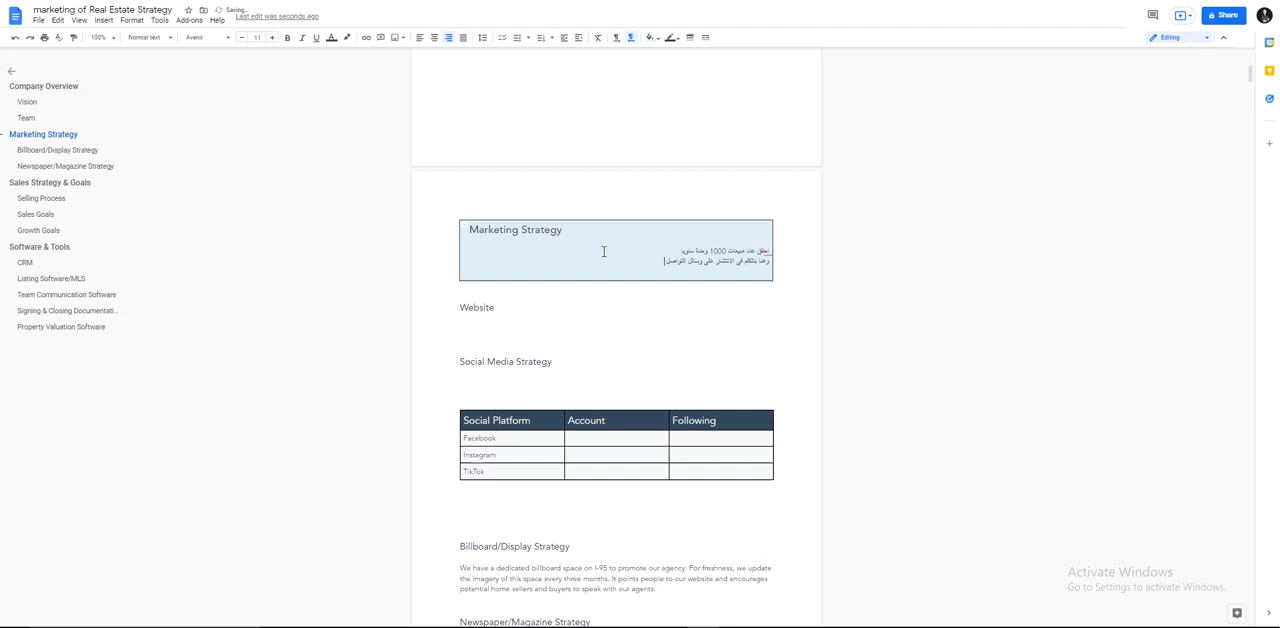 marketing of Real Estate Strategy
Saving...
File Edit View Insert Format Tools Add-ons Help Last edit was seconds ago
Share
100% Normal text Avenir 11
Editing
Company Overview
Vision
Team
Marketing Strategy
Billboard/Display Strategy
Newspaper/Magazine Strategy
Sales Strategy & Goals
Selling Process
Sales Goals
Growth Goals
Software & Tools
CRM
Listing Software/MLS
Team Communication Software
Signing & Closing Documentati...
Property Valuation Software
Marketing Strategy
احقق عند مبيعات 1000 وحدة سنويا
وهنا بنتكلم في الانتشار على وسائل التواصل
Website
Social Media Strategy
Social Platform Account Following
Facebook
Instagram
TikTok
Billboard/Display Strategy
We have a dedicated billboard space on I-95 to promote our agency. For freshness, we update
the imagery of this space every three months. It points people to our website and encourages
potential home sellers and buyers to speak with our agents.
Newspaper/Magazine Strategy
Activate Windows
Go to Settings to activate Windows.